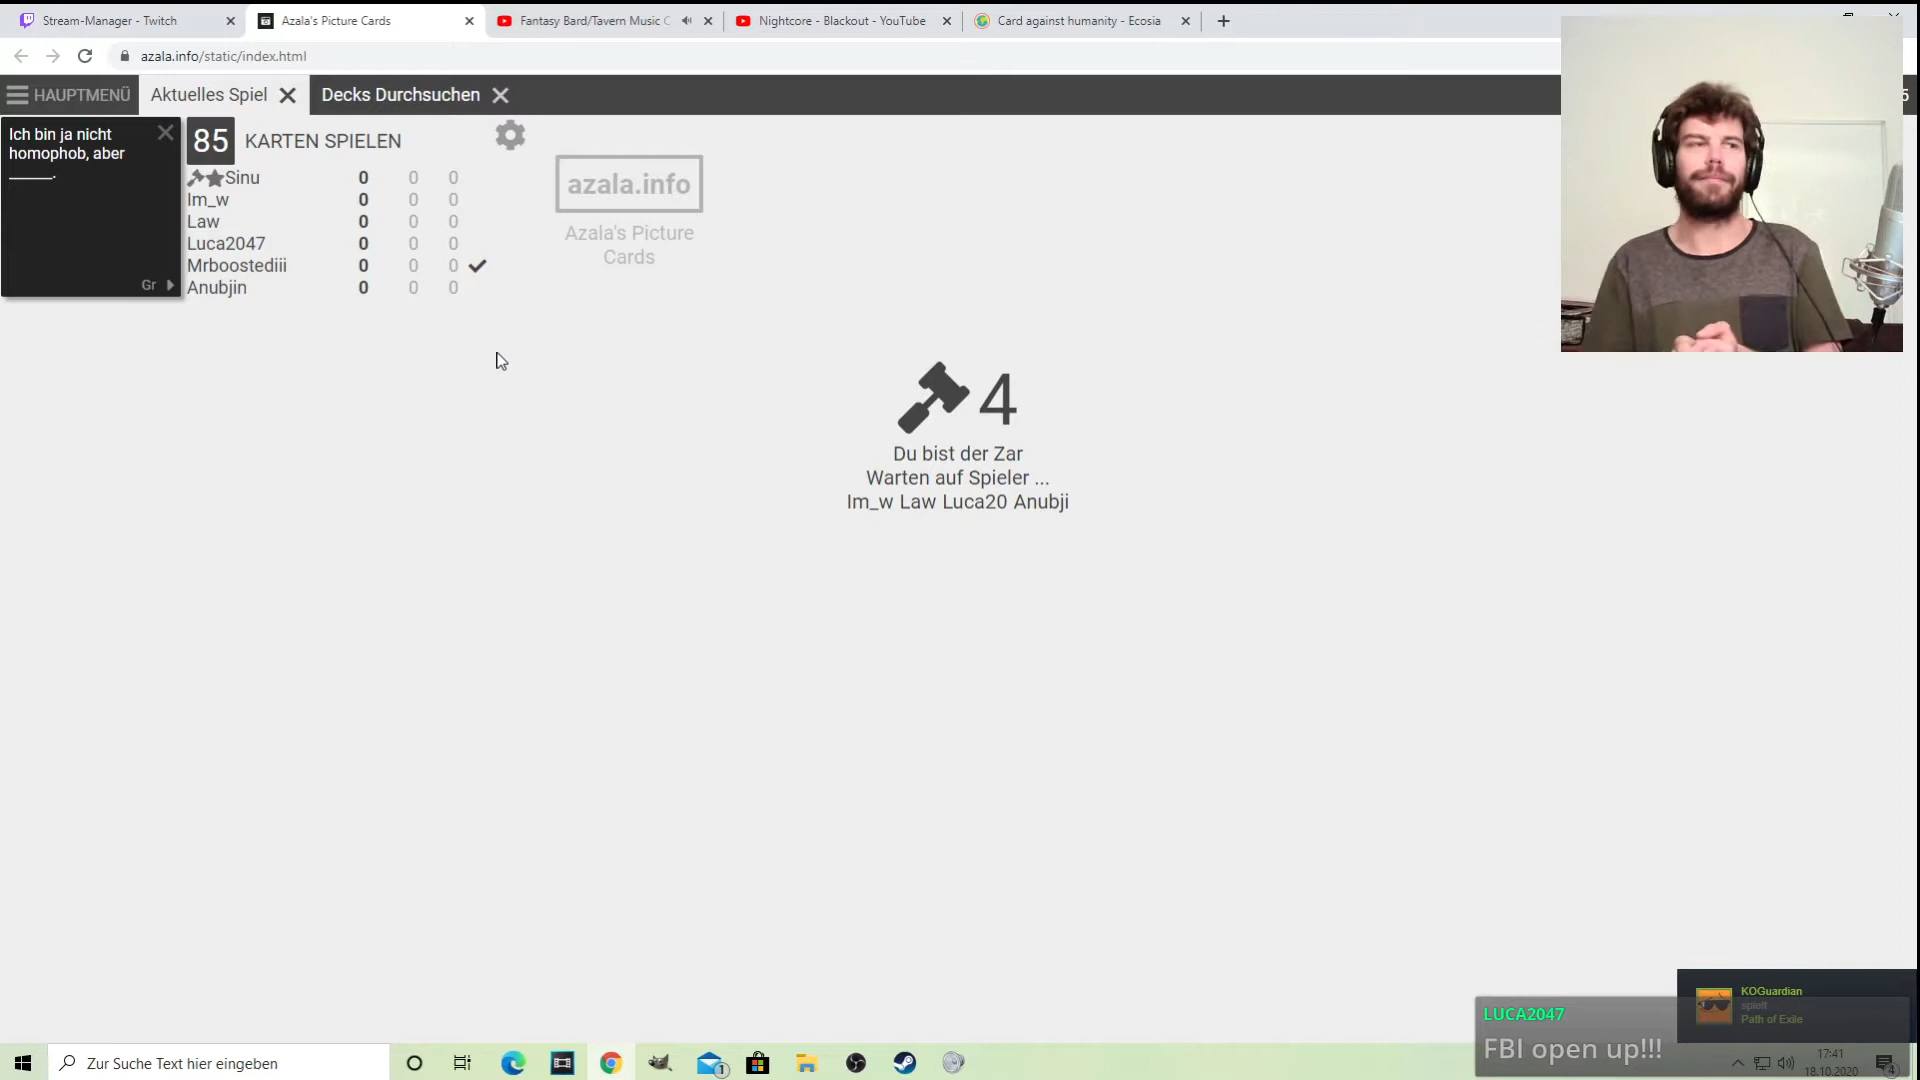 Stream-Manager - Twitch
Azala's Picture Cards
Fantasy Bard/Tavern Music C
Nightcore - Blackout - YouTube
Card against humanity - Ecosia
azala.info/static/index.html
HAUPTMENÜ
Aktuelles Spiel
Decks Durchsuchen
5
Ich bin ja nicht
homophob, aber
_____.
Gr
85 KARTEN SPIELEN
Sinu 0 0 0
Im_w 0 0 0
Law 0 0 0
Luca2047 0 0 0
Mrboostediii 0 0 0
Anubjin 0 0 0
azala.info
Azala's Picture
Cards
4
Du bist der Zar
Warten auf Spieler ...
Im_w Law Luca20 Anubji
KOGuardian
spielt
Path of Exile
LUCA2047
FBI open up!!!
Zur Suche Text hier eingeben
1
17:41
18.10.2020
4